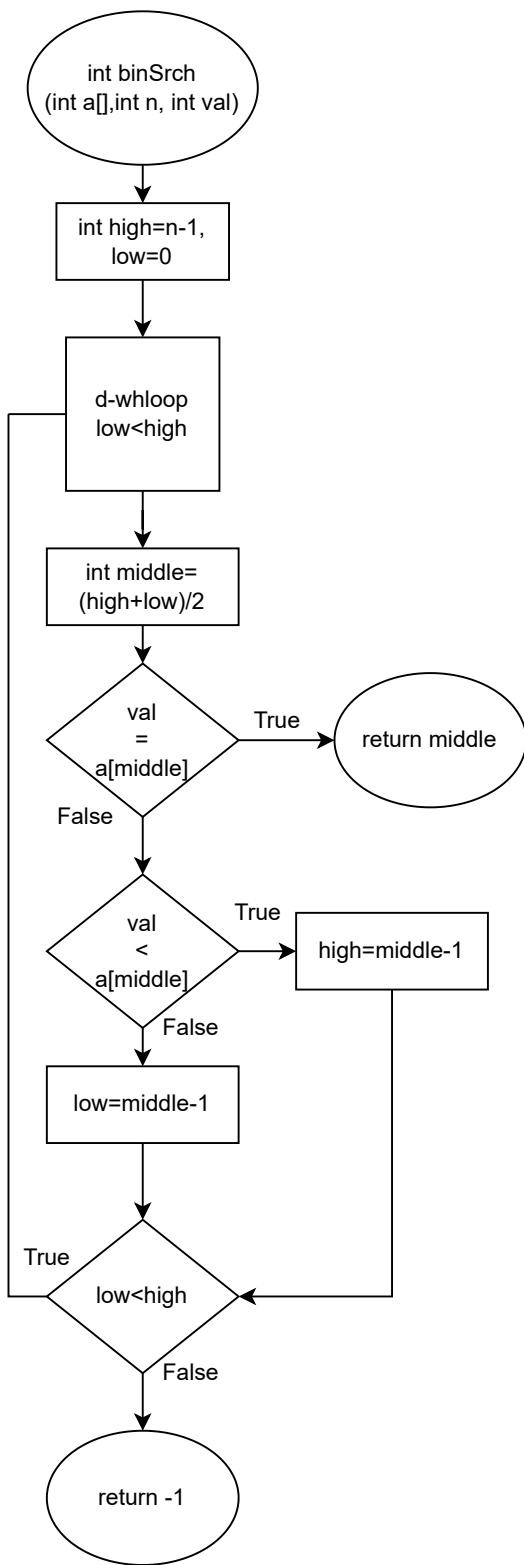 int binSrch
(int a[],int n, int val)
int high=n-1,
low=0
d-whloop
low<high
int middle=
(high+low)/2
val
=
a[middle]
True
return middle
False
val
<
a[middle]
True
high=middle-1
False
low=middle-1
True
low<high
False
return -1